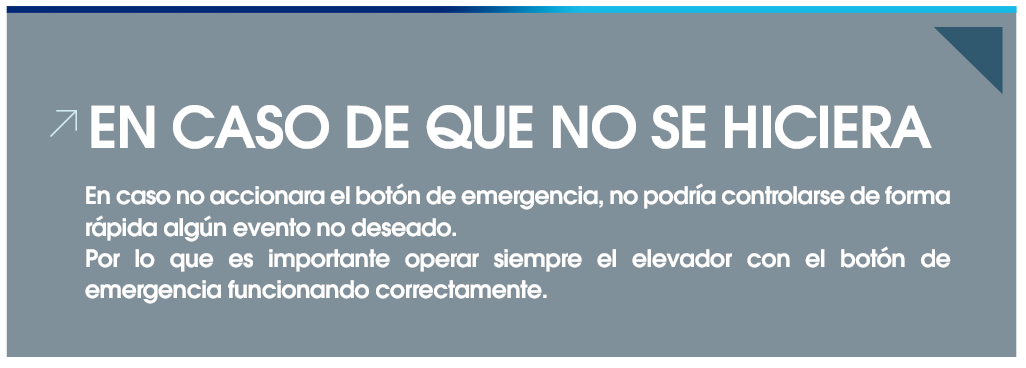 EN CASO DE QUE NO SE HICIERA
En caso no accionara el botón de emergencia, no podría controlarse de forma
rápida algún evento no deseado.
Por lo que es importante operar siempre el elevador con el botón de
emergencia funcionando correctamente.